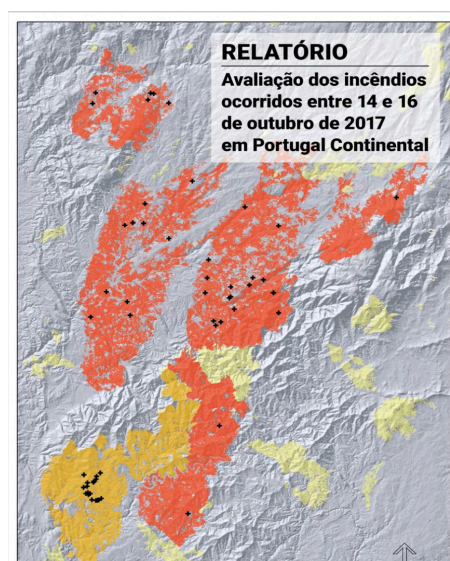 RELATÓRIO
Avaliação dos incêndios
ocorridos entre 14 e 16
de outubro de 2017
em Portugal Continental